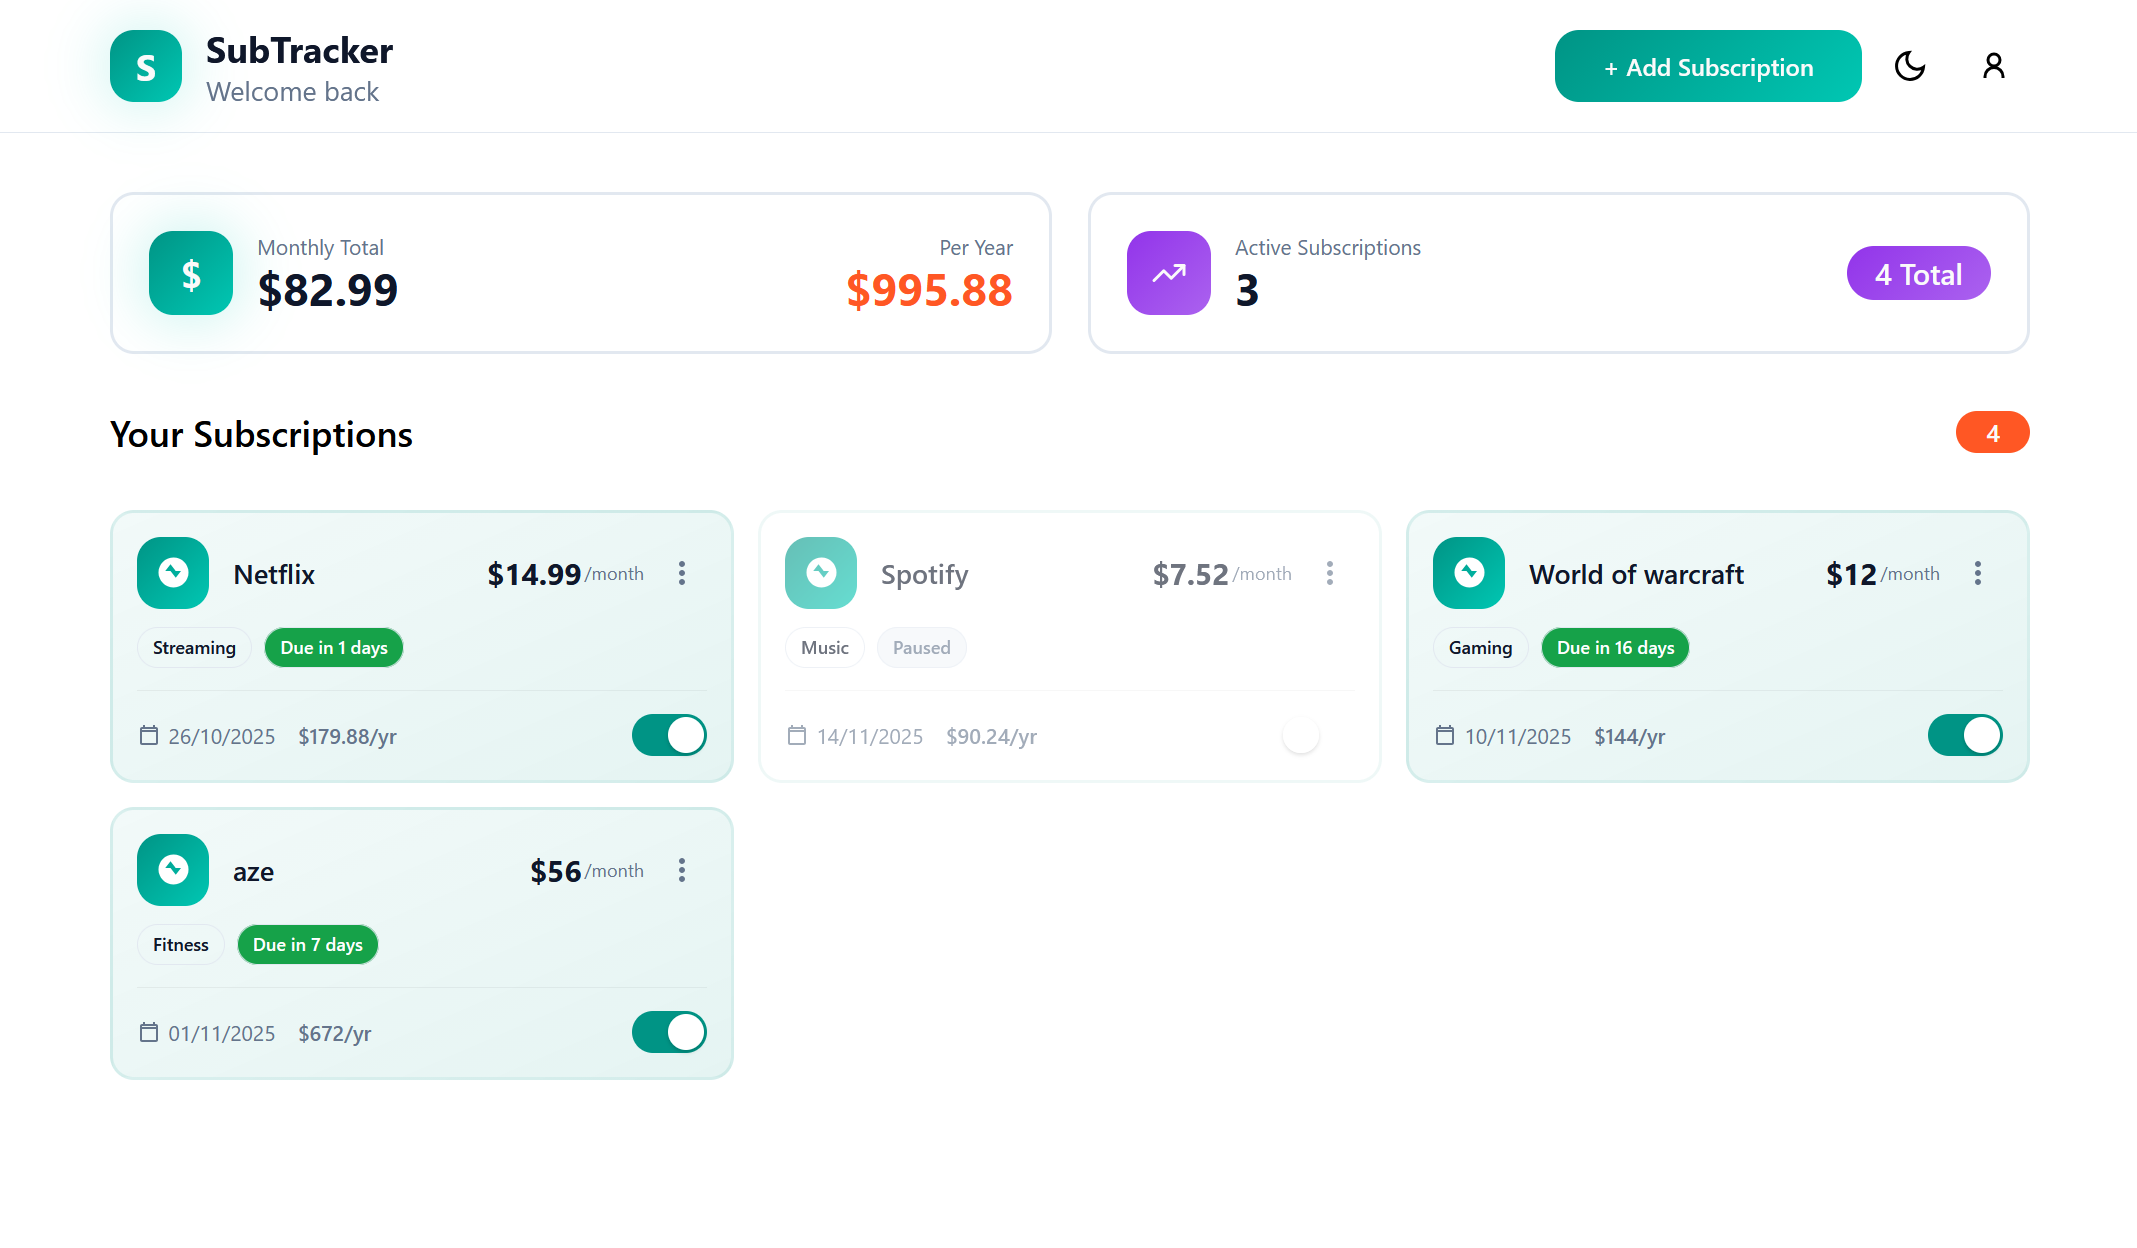 S
SubTracker
Welcome back
+ Add Subscription
$
Monthly Total
$82.99
Per Year
$995.88
Active Subscriptions
3
4 Total
Your Subscriptions
4
Netflix
$14.99/month
Streaming
Due in 1 days
26/10/2025
$179.88/yr
Spotify
$7.52/month
Music
Paused
14/11/2025
$90.24/yr
World of warcraft
$12/month
Gaming
Due in 16 days
10/11/2025
$144/yr
aze
$56/month
Fitness
Due in 7 days
01/11/2025
$672/yr